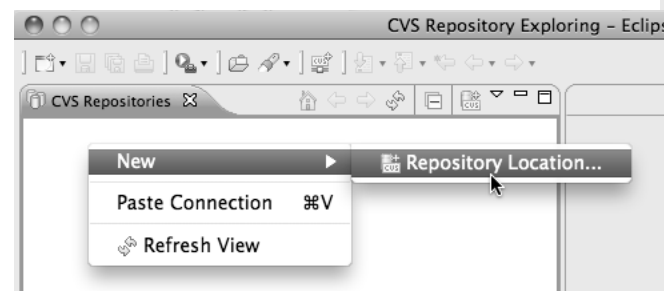 CVS Repository Exploring – Eclips
CVS Repositories
New
Repository Location...
Paste Connection ⌘V
Refresh View